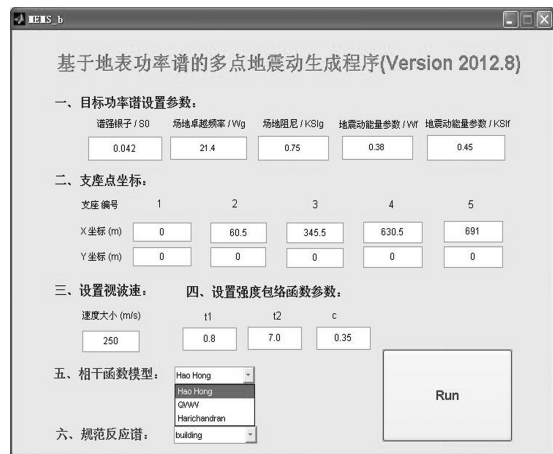 MEMS_b
基于地表功率谱的多点地震动生成程序(Version 2012.8)
一、目标功率谱设置参数：
谱强根子 / S0 场地卓越频率 / Wg 场地阻尼 / KSIg 地震动能量参数 / Wf 地震动能量参数 / KSIf
0.042 21.4 0.75 0.38 0.45
二、支座点坐标：
支座 编号 1 2 3 4 5
X 坐标 (m) 0 60.5 345.5 630.5 691
Y 坐标 (m) 0 0 0 0 0
三、设置视波速： 四、设置强度包络函数参数：
速度大小 (m/s) t1 t2 c
250 0.8 7.0 0.35
五、相干函数模型： Hao Hong
Hao Hong
QWW
Harichandran
六、规范反应谱： building
Run